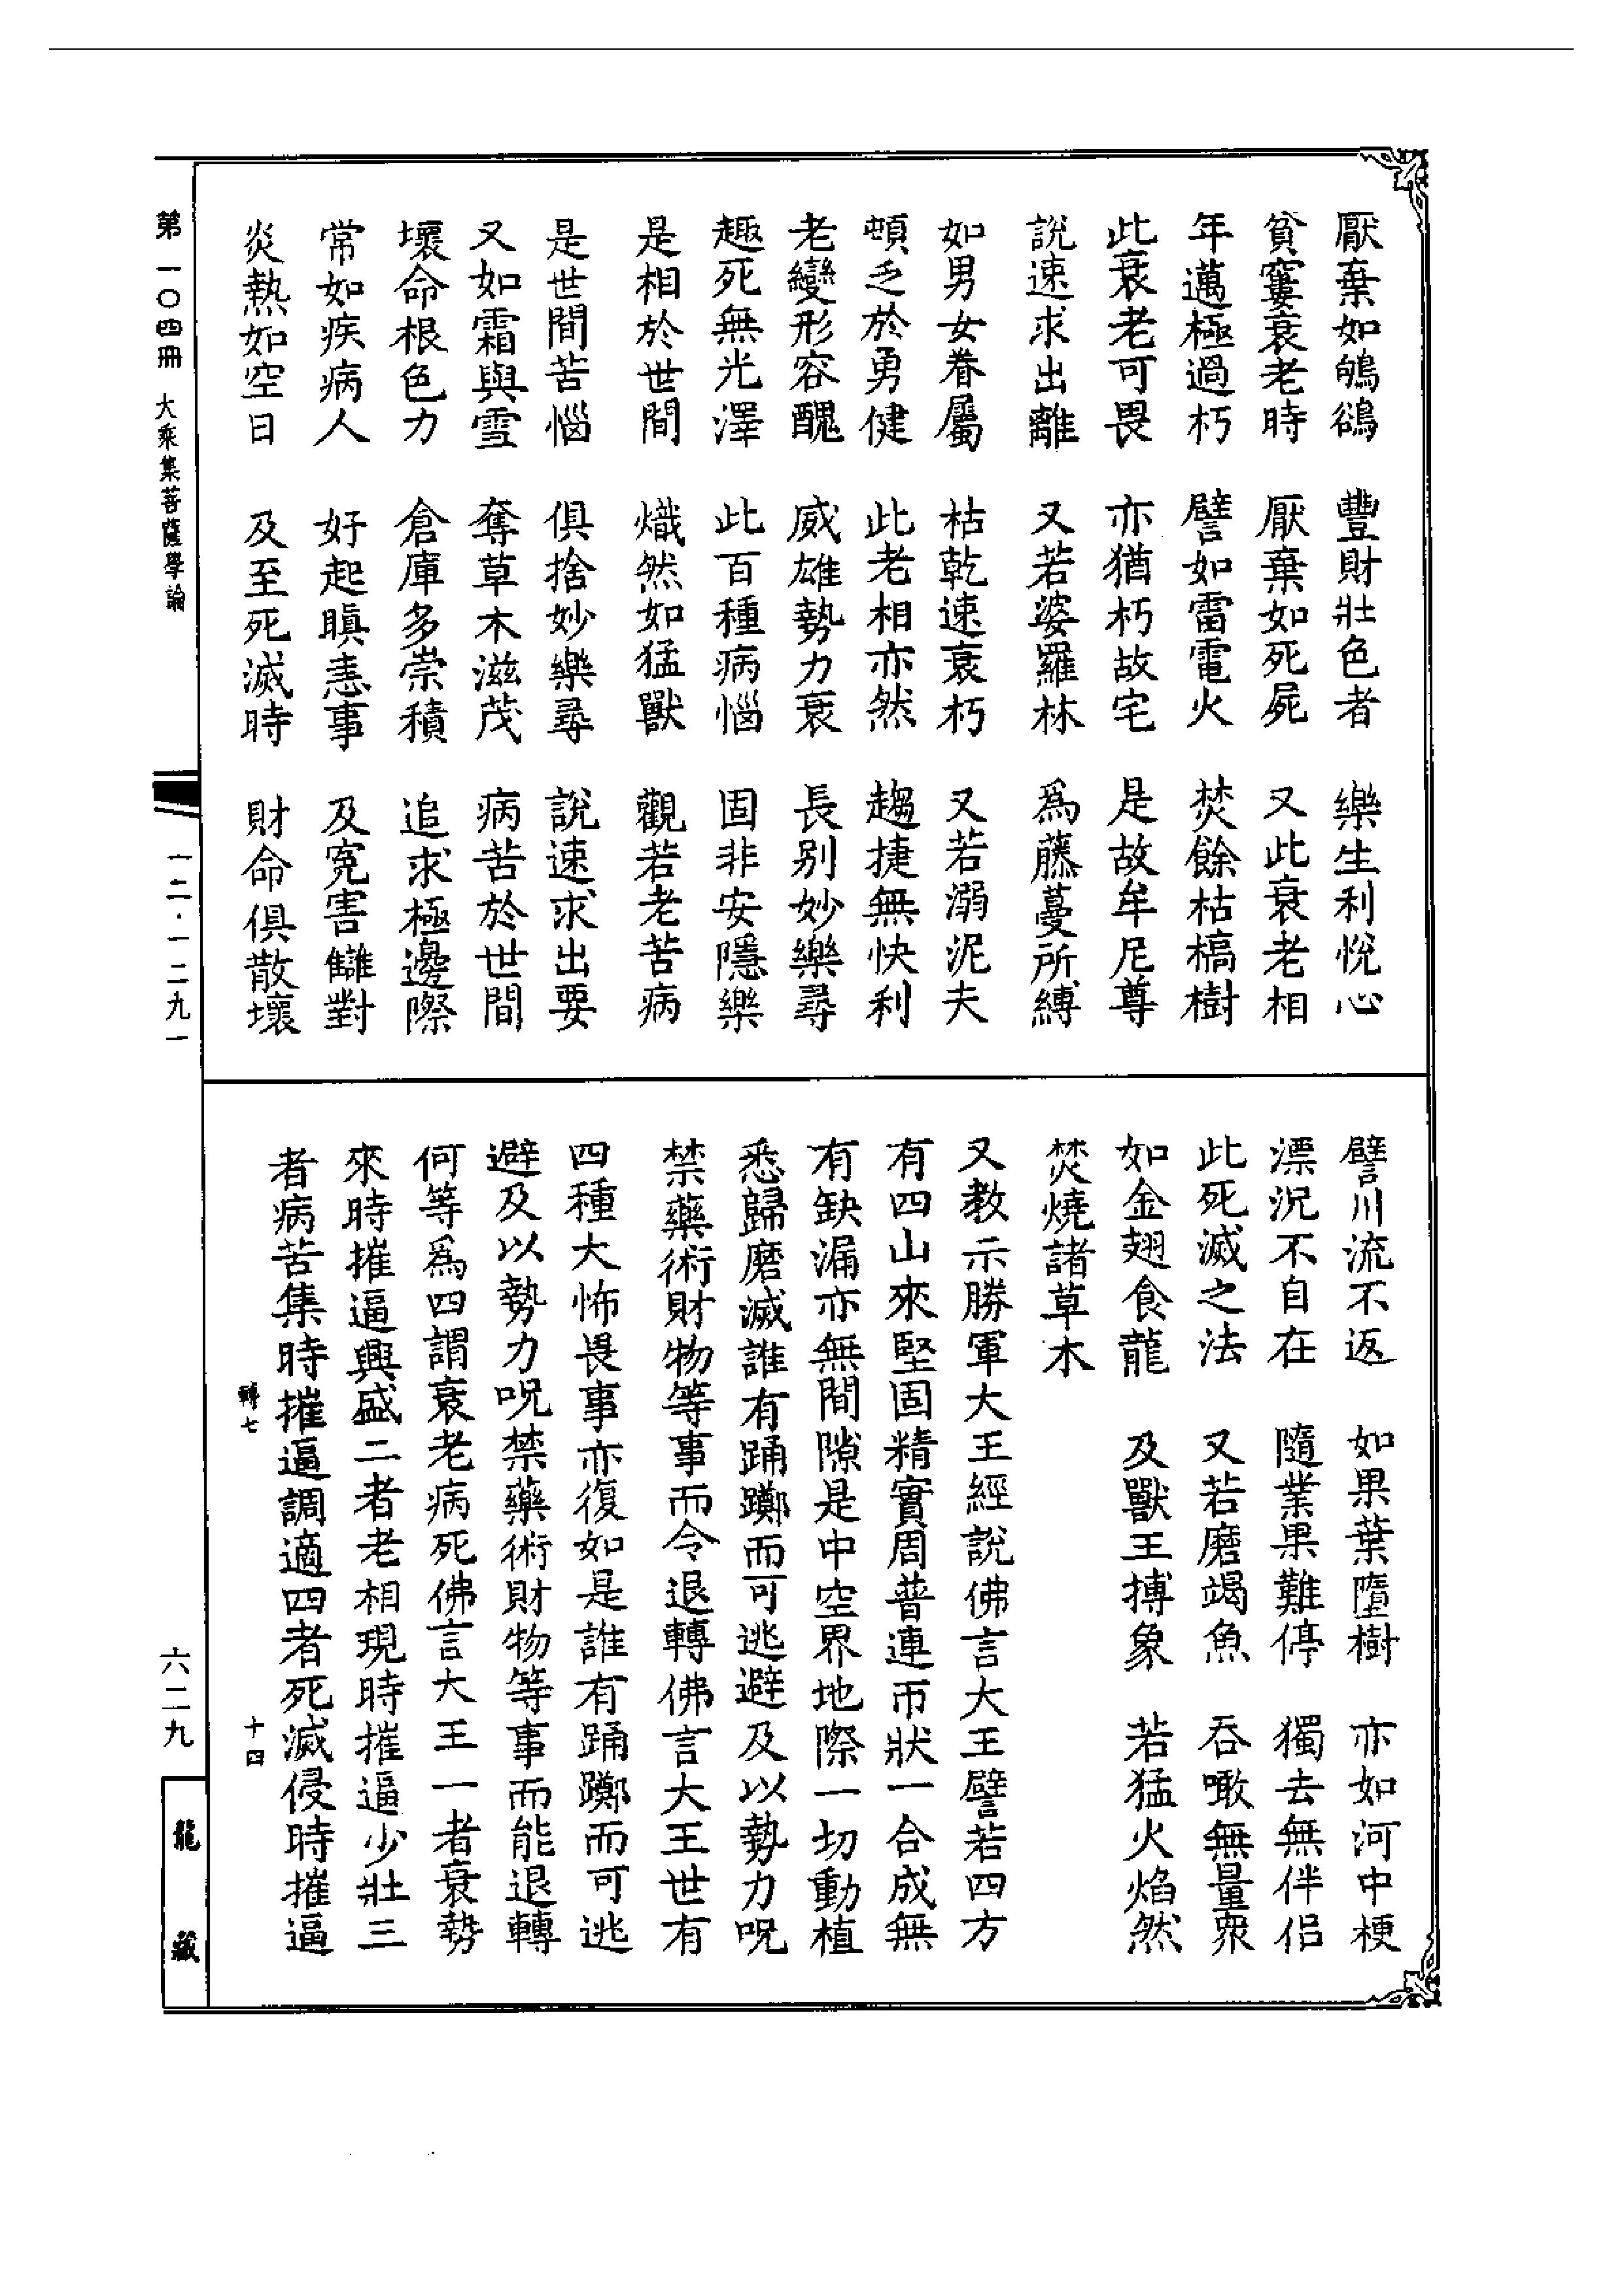 厭棄如鵂鶹　豐財壯色者　樂生利悅心
貧窶衰老時　厭棄如死屍　又此衰老相
年邁極過朽　譬如雷電火　焚餘枯槁樹
此衰老可畏　亦猶朽故宅　是故牟尼尊
說速求出離　又若娑羅林　為藤蔓所縛
如男女眷屬　枯乾速衰朽　又若溺泥夫
頓乏於勇健　此老相亦然　趨捷無快利
老變形容醜　威雄勢力衰　長別妙樂尋
趣死無光澤　此百種病惱　固非安隱樂
是相於世間　熾然如猛獸　觀若老苦病
是世間苦惱　俱捨妙樂尋　說速求出要
又如霜與雪　奪草木滋茂　病苦於世間
壞命根色力　倉庫多崇積　追求極邊際
常如疾病人　好起瞋恚事　及冤害讎對
炎熱如空日　及至死滅時　財命俱散壞
譬川流不返　如果葉墮樹　亦如河中梗
漂況不自在　隨業果難停　獨去無伴侶
此死滅之法　又若磨竭魚　吞噉無量眾
如金翅食龍　及獸王搏象　若猛火焰然
焚燒諸草木
又教示勝軍大王經說佛言大王譬若四方
有四山來堅固精實周普連帀狀一合成無
有缺漏亦無間隙是中空界地際一切動植
悉歸磨滅誰有踊躑而可逃避及以勢力呪
禁藥術財物等事而令退轉佛言大王世有
四種大怖畏事亦復如是誰有踊躑而可逃
避及以勢力呪禁藥術財物等事而能退轉
何等爲四謂衰老病死佛言大王一者衰勢
來時摧逼興盛二者老相現時摧逼少壯三
者病苦集時摧逼調適四者死滅侵時摧逼
轉七　十四
第一〇四冊　大乘集菩薩學論
一二．一二九一
六二九
龍藏